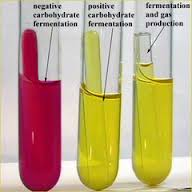 negative
carbohydrate
fermentation
positive
carbohydrate
fermentation
fermentation
and gas
production